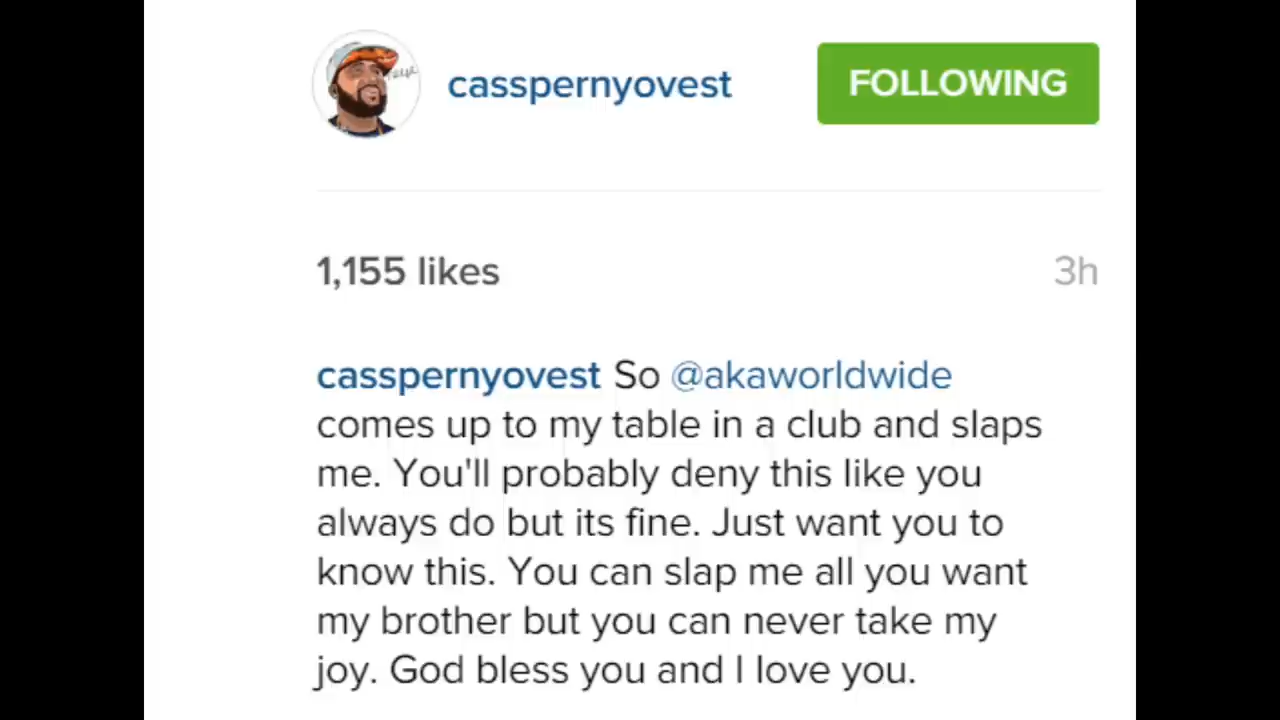 casspernyovest
FOLLOWING
1,155 likes
3h
casspernyovest So @akaworldwide
comes up to my table in a club and slaps
me. You'll probably deny this like you
always do but its fine. Just want you to
know this. You can slap me all you want
my brother but you can never take my
joy. God bless you and I love you.